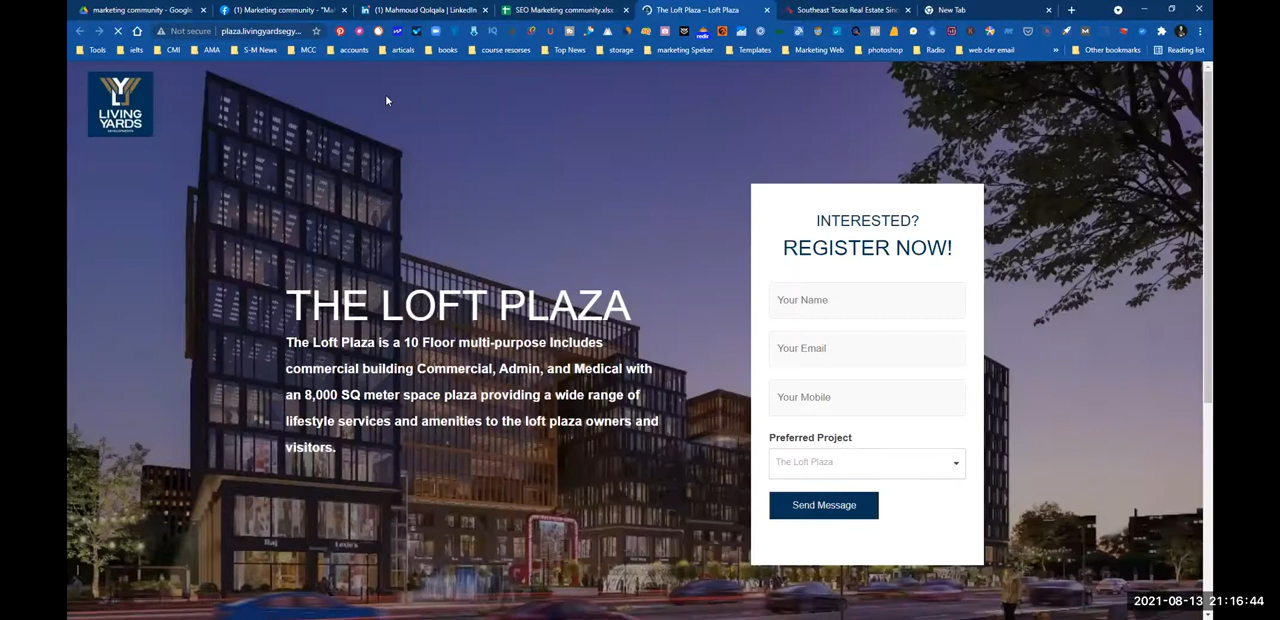 marketing community - Google
(1) Marketing community - "Ma
(1) Mahmoud Qolqala | LinkedIn
SEO Marketing community.xlsx
The Loft Plaza – Loft Plaza
Southeast Texas Real Estate Sinc
New Tab
Not secure | plaza.livingyardsegy...
Tools
ielts
CMI
AMA
S-M News
MCC
accounts
articals
books
course resorses
Top News
storage
marketing Speker
Templates
Marketing Web
photoshop
Radio
web cler email
»
Other bookmarks
Reading list
LIVING
YARDS
DEVELOPMENTS
INTERESTED?
REGISTER NOW!
Your Name
Your Email
Your Mobile
Preferred Project
The Loft Plaza
Send Message
THE LOFT PLAZA
The Loft Plaza is a 10 Floor multi-purpose Includes
commercial building Commercial, Admin, and Medical with
an 8,000 SQ meter space plaza providing a wide range of
lifestyle services and amenities to the loft plaza owners and
visitors.
2021-08-13 21:16:44